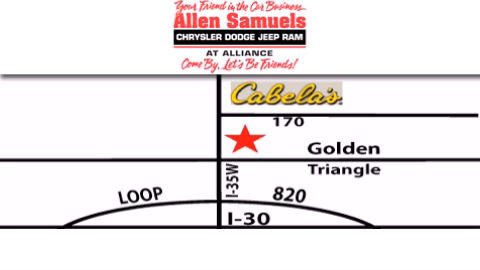 Your Friend in the Car Business...
Allen Samuels
CHRYSLER DODGE JEEP RAM
AT ALLIANCE
Come By, Let's Be Friends!
Cabela's
170
Golden
Triangle
I-35W
LOOP 820
I-30